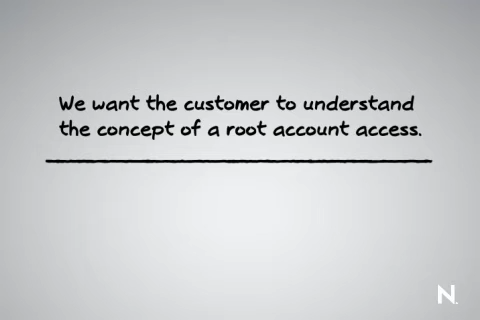 We want the customer to understand
the concept of a root account access.
N.